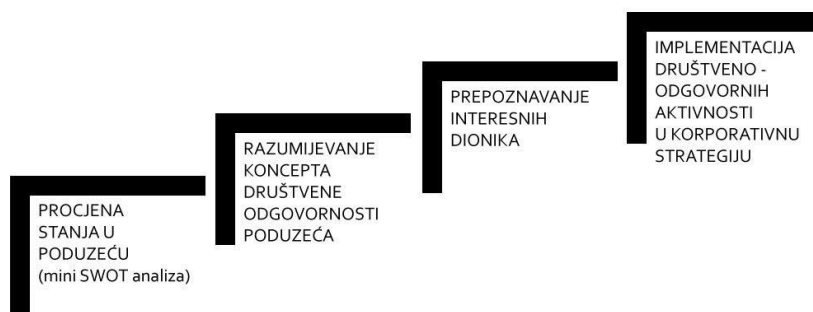 PROCJENA
STANJA U
PODUZEĆU
(mini SWOT analiza)
RAZUMIJEVANJE
KONCEPTA
DRUŠTVENE
ODGOVORNOSTI
PODUZEĆA
PREPOZNAVANJE
INTERESNIH
DIONIKA
IMPLEMENTACIJA
DRUŠTVENO -
ODGOVORNIH
AKTIVNOSTI
U KORPORATIVNU
STRATEGIJU